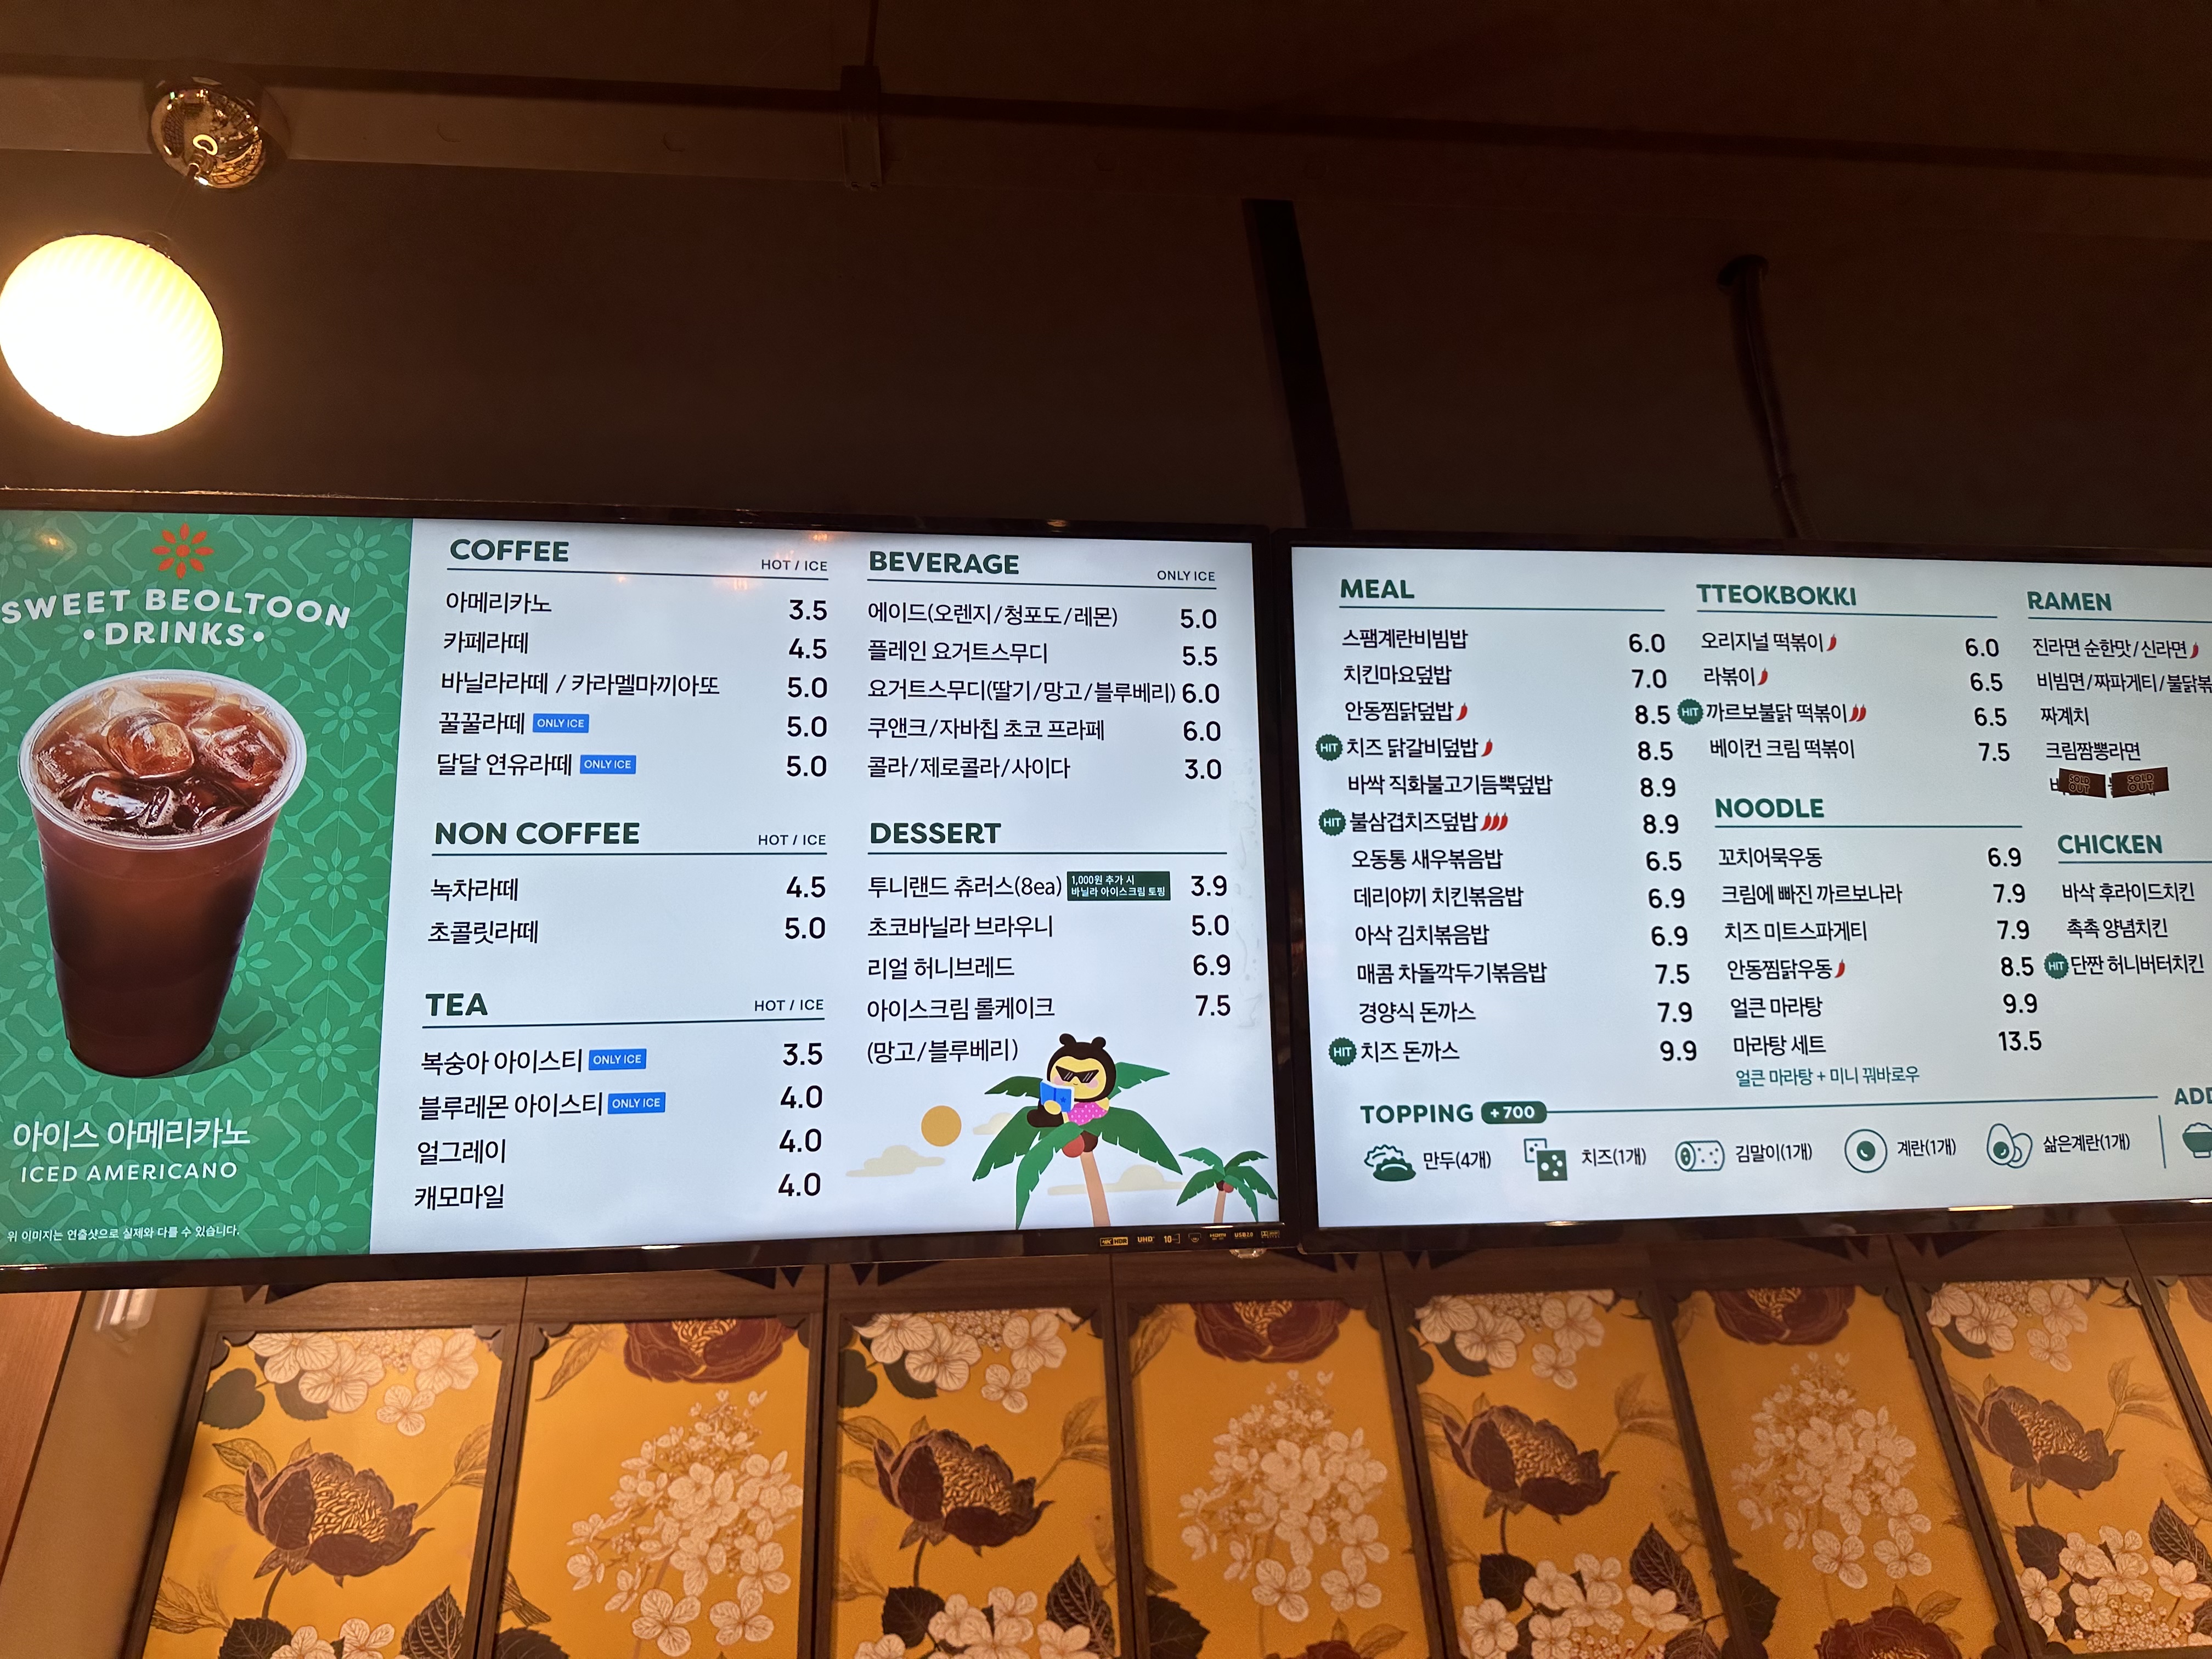 SWEET BEOLTOON
•DRINKS•
아이스 아메리카노
ICED AMERICANO
위 이미지는 연출샷으로 실제와 다를 수 있습니다.
COFFEE HOT / ICE
아메리카노 3.5
카페라떼 4.5
바닐라라떼 / 카라멜마끼아또 5.0
꿀꿀라떼 ONLY ICE 5.0
달달 연유라떼 ONLY ICE 5.0
NON COFFEE HOT / ICE
녹차라떼 4.5
초콜릿라떼 5.0
TEA HOT / ICE
복숭아 아이스티 ONLY ICE 3.5
블루레몬 아이스티 ONLY ICE 4.0
얼그레이 4.0
캐모마일 4.0
BEVERAGE ONLY ICE
에이드(오렌지/청포도/레몬) 5.0
플레인 요거트스무디 5.5
요거트스무디(딸기/망고/블루베리) 6.0
쿠앤크/자바칩 초코 프라페 6.0
콜라/제로콜라/사이다 3.0
DESSERT
투니랜드 츄러스(8ea) 1,000원 추가 시 3.9
바닐라 아이스크림 토핑
초코바닐라 브라우니 5.0
리얼 허니브레드 6.9
아이스크림 롤케이크 7.5
(망고/블루베리)
4K HDR UHD
MEAL
스팸계란비빔밥 6.0
치킨마요덮밥 7.0
안동찜닭덮밥 8.5
HIT 치즈 닭갈비덮밥 8.5
바싹 직화불고기듬뿍덮밥 8.9
HIT 불삼겹치즈덮밥 8.9
오동통 새우볶음밥 6.5
데리야끼 치킨볶음밥 6.9
아삭 김치볶음밥 6.9
매콤 차돌깍두기볶음밥 7.5
경양식 돈까스 7.9
HIT 치즈 돈까스 9.9
TTEOKBOKKI
오리지널 떡볶이 6.0
라볶이 6.5
HIT 까르보불닭 떡볶이 6.5
베이컨 크림 떡볶이 7.5
NOODLE
꼬치어묵우동 6.9
크림에 빠진 까르보나라 7.9
치즈 미트스파게티 7.9
안동찜닭우동 8.5
얼큰 마라탕 9.9
마라탕 세트 13.5
얼큰 마라탕 + 미니 꿔바로우
RAMEN
진라면 순한맛/신라면
비빔면/짜파게티/불닭볶
짜계치
크림짬뽕라면
SOLD OUT SOLD OUT
CHICKEN
바삭 후라이드치킨
촉촉 양념치킨
HIT 단짠 허니버터치킨
TOPPING +700
만두(4개) 치즈(1개) 김말이(1개) 계란(1개) 삶은계란(1개)
ADD